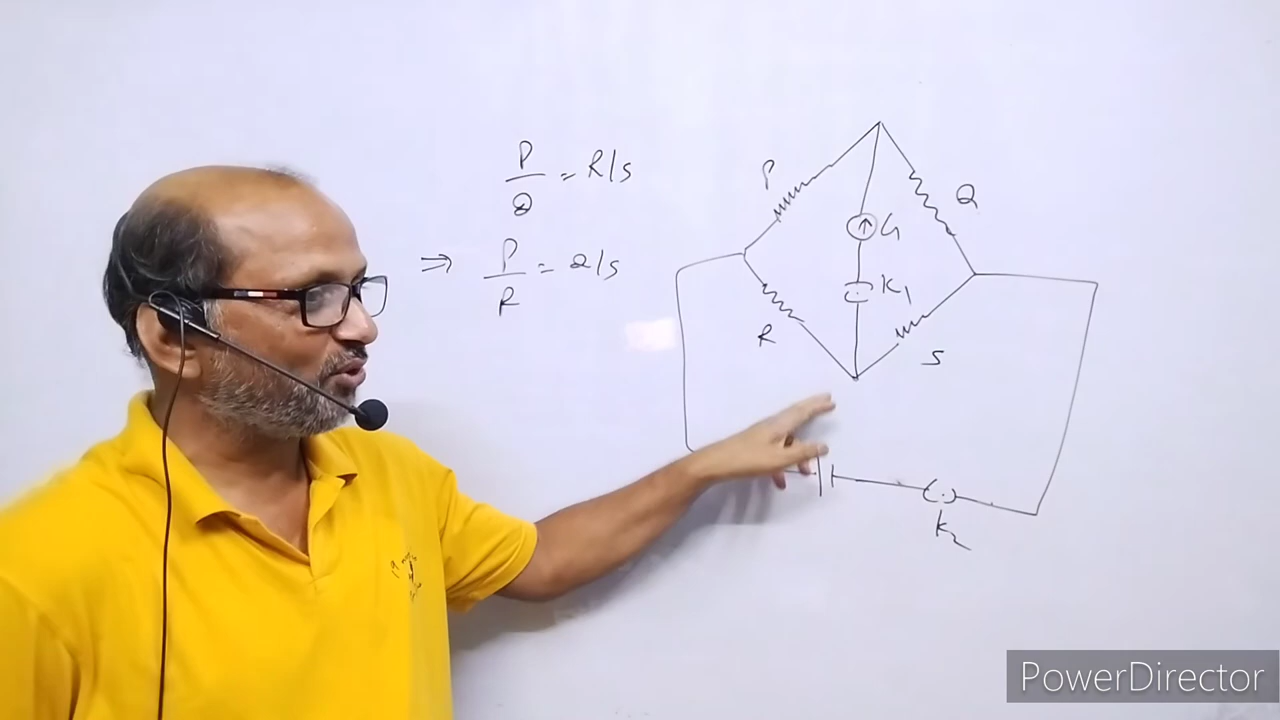 P/Q = R/S
⇒ P/R = Q/S
P
Q
G
K1
R
S
K2
PowerDirector